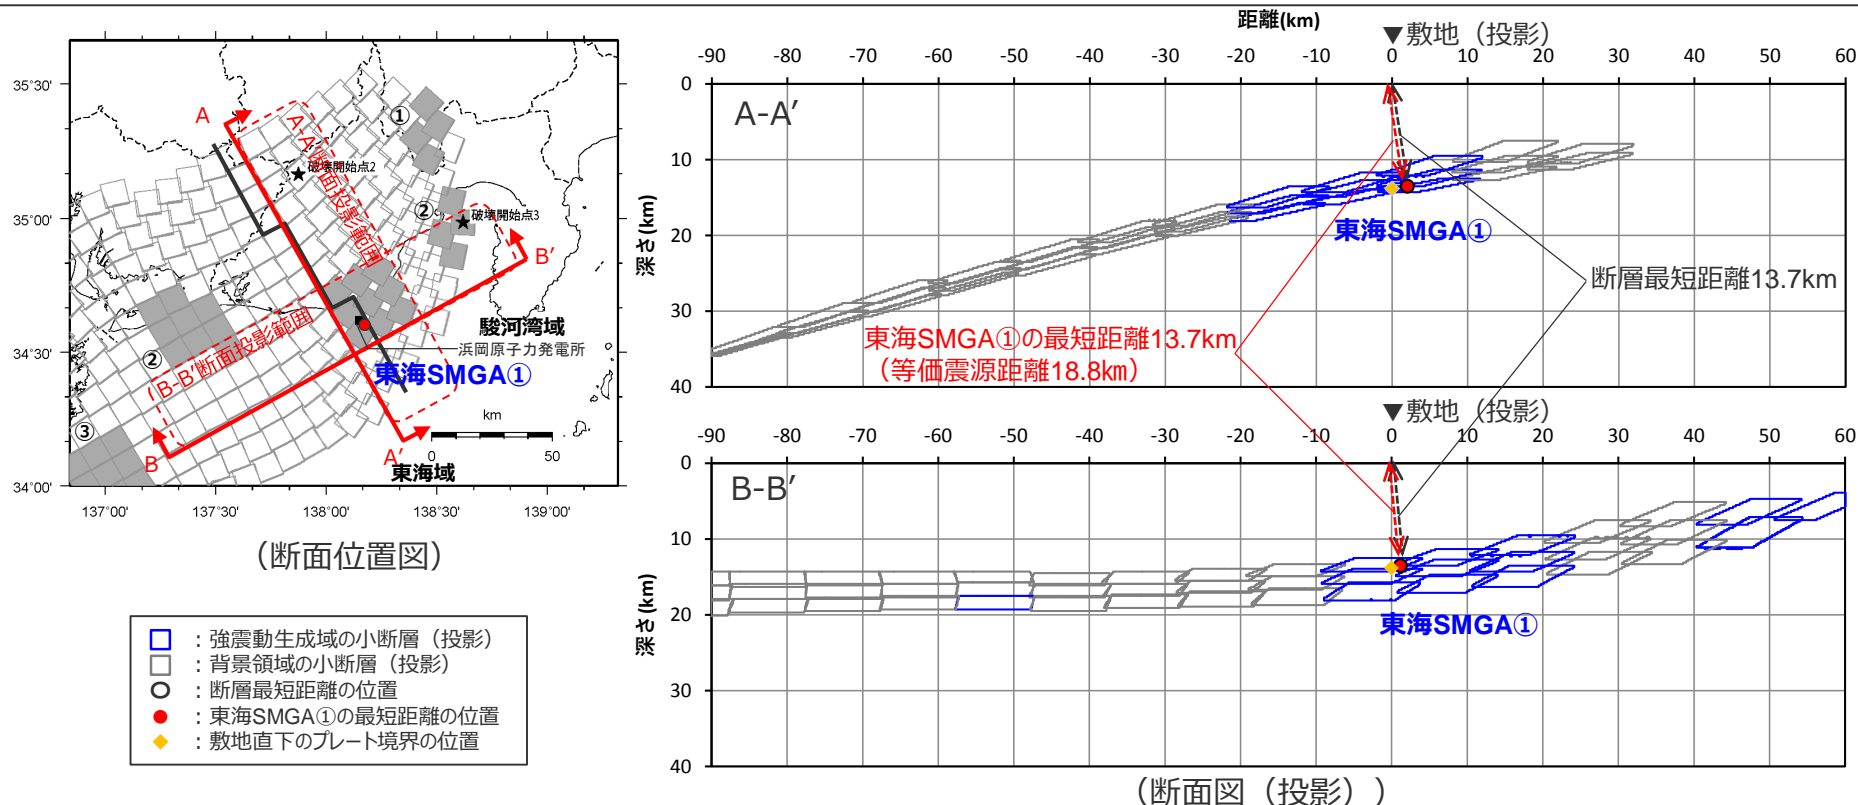 35°30'
35°00'
34°30'
34°00'
137°00'
137°30'
138°00'
138°30'
139°00'
A
A-A'断面投影範囲
①
破壊開始点2
②
破壊開始点3
B'
駿河湾域
浜岡原子力発電所
東海SMGA①
B-B'断面投影範囲
②
③
B
A'
東海域
km
0
50
（断面位置図）
：強震動生成域の小断層（投影）
：背景領域の小断層（投影）
：断層最短距離の位置
：東海SMGA①の最短距離の位置
：敷地直下のプレート境界の位置
距離(km)
▼敷地（投影）
-90 -80 -70 -60 -50 -40 -30 -20 -10 0 10 20 30 40 50 60
A-A'
深さ(km)
0
10
20
30
40
東海SMGA①
断層最短距離13.7km
東海SMGA①の最短距離13.7km
（等価震源距離18.8km）
▼敷地（投影）
-90 -80 -70 -60 -50 -40 -30 -20 -10 0 10 20 30 40 50 60
B-B'
深さ(km)
0
10
20
30
40
東海SMGA①
（断面図（投影））